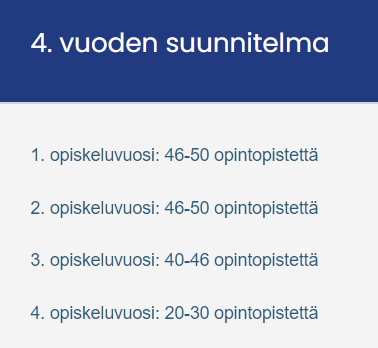 4. vuoden suunnitelma
1. opiskeluvuosi: 46-50 opintopistettä
2. opiskeluvuosi: 46-50 opintopistettä
3. opiskeluvuosi: 40-46 opintopistettä
4. opiskeluvuosi: 20-30 opintopistettä